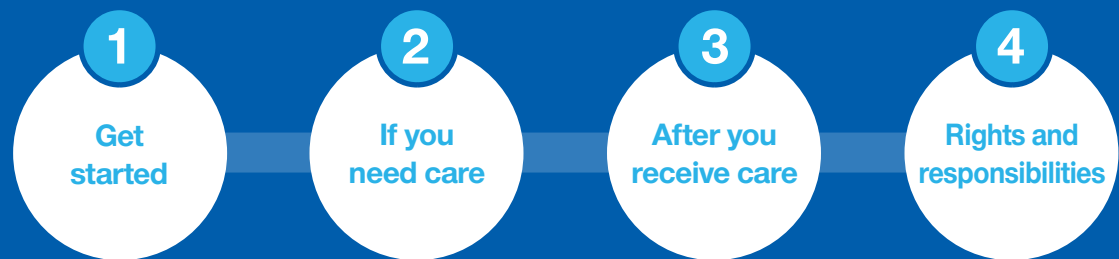 1
Get
started
2
If you
need care
3
After you
receive care
4
Rights and
responsibilities